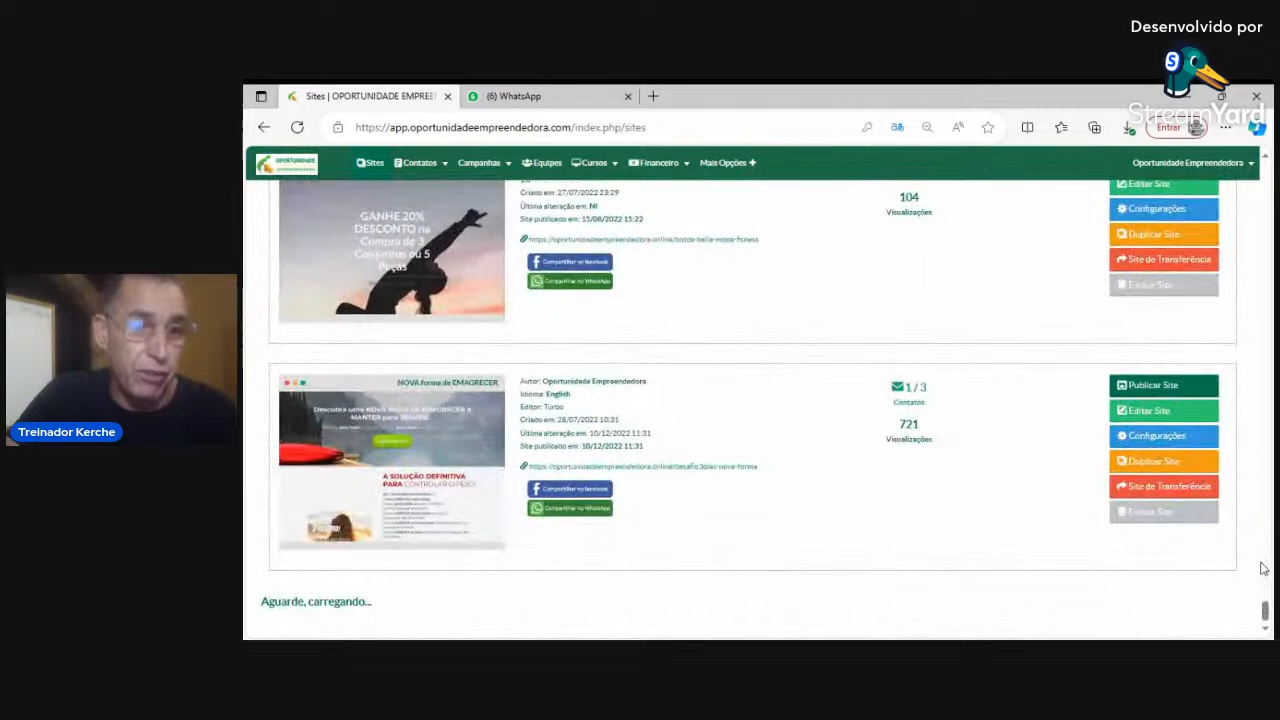 Desenvolvido por
StreamYard
Sites | OPORTUNIDADE EMPREE
(6) WhatsApp
https://app.oportunidadeempreendedora.com/index.php/sites
Entrar
OPORTUNIDADE
Sites
Contatos
Campanhas
Equipes
Cursos
Financeiro
Mais Opções
Oportunidade Empreendedora
GANHE 20%
DESCONTO na
Compra de 3
Conjuntos ou 5
Peças
Criado em: 27/07/2022 23:29
Última alteração em: NI
Site publicado em: 15/08/2022 15:22
Compartilhar no facebook
Compartilhar no WhatsApp
104
Visualizações
Editar Site
Configurações
Duplicar Site
Site de Transferência
Excluir Site
NOVA forma de EMAGRECER
A SOLUÇÃO DEFINITIVA
PARA CONTROLAR O PESO!
Autor: Oportunidade Empreendedora
Idioma: English
Editor: Turbo
Criado em: 28/07/2022 10:31
Última alteração em: 10/12/2022 11:31
Site publicado em: 10/12/2022 11:31
Compartilhar no facebook
Compartilhar no WhatsApp
1 / 3
Contatos
721
Visualizações
Publicar Site
Editar Site
Configurações
Duplicar Site
Site de Transferência
Excluir Site
Aguarde, carregando...
Treinador Kerche